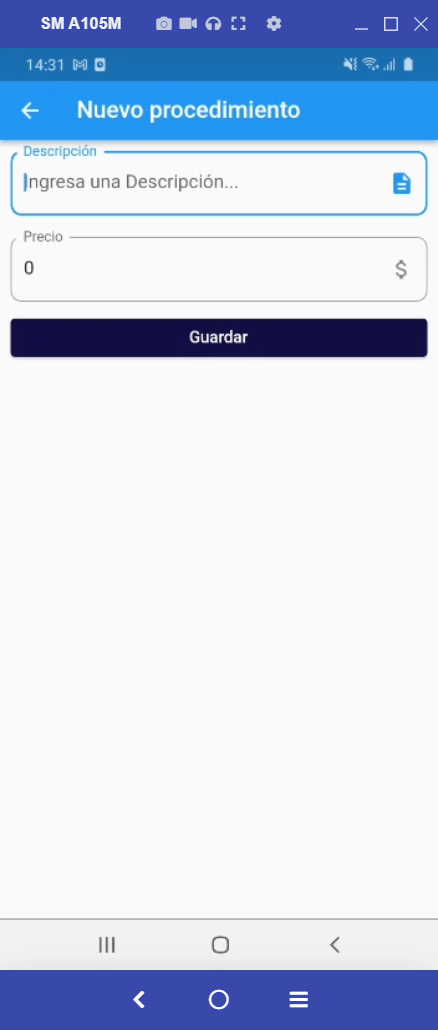 SM A105M
14:31
Nuevo procedimiento
Descripción
Ingresa una Descripción...
Precio
0
$
Guardar